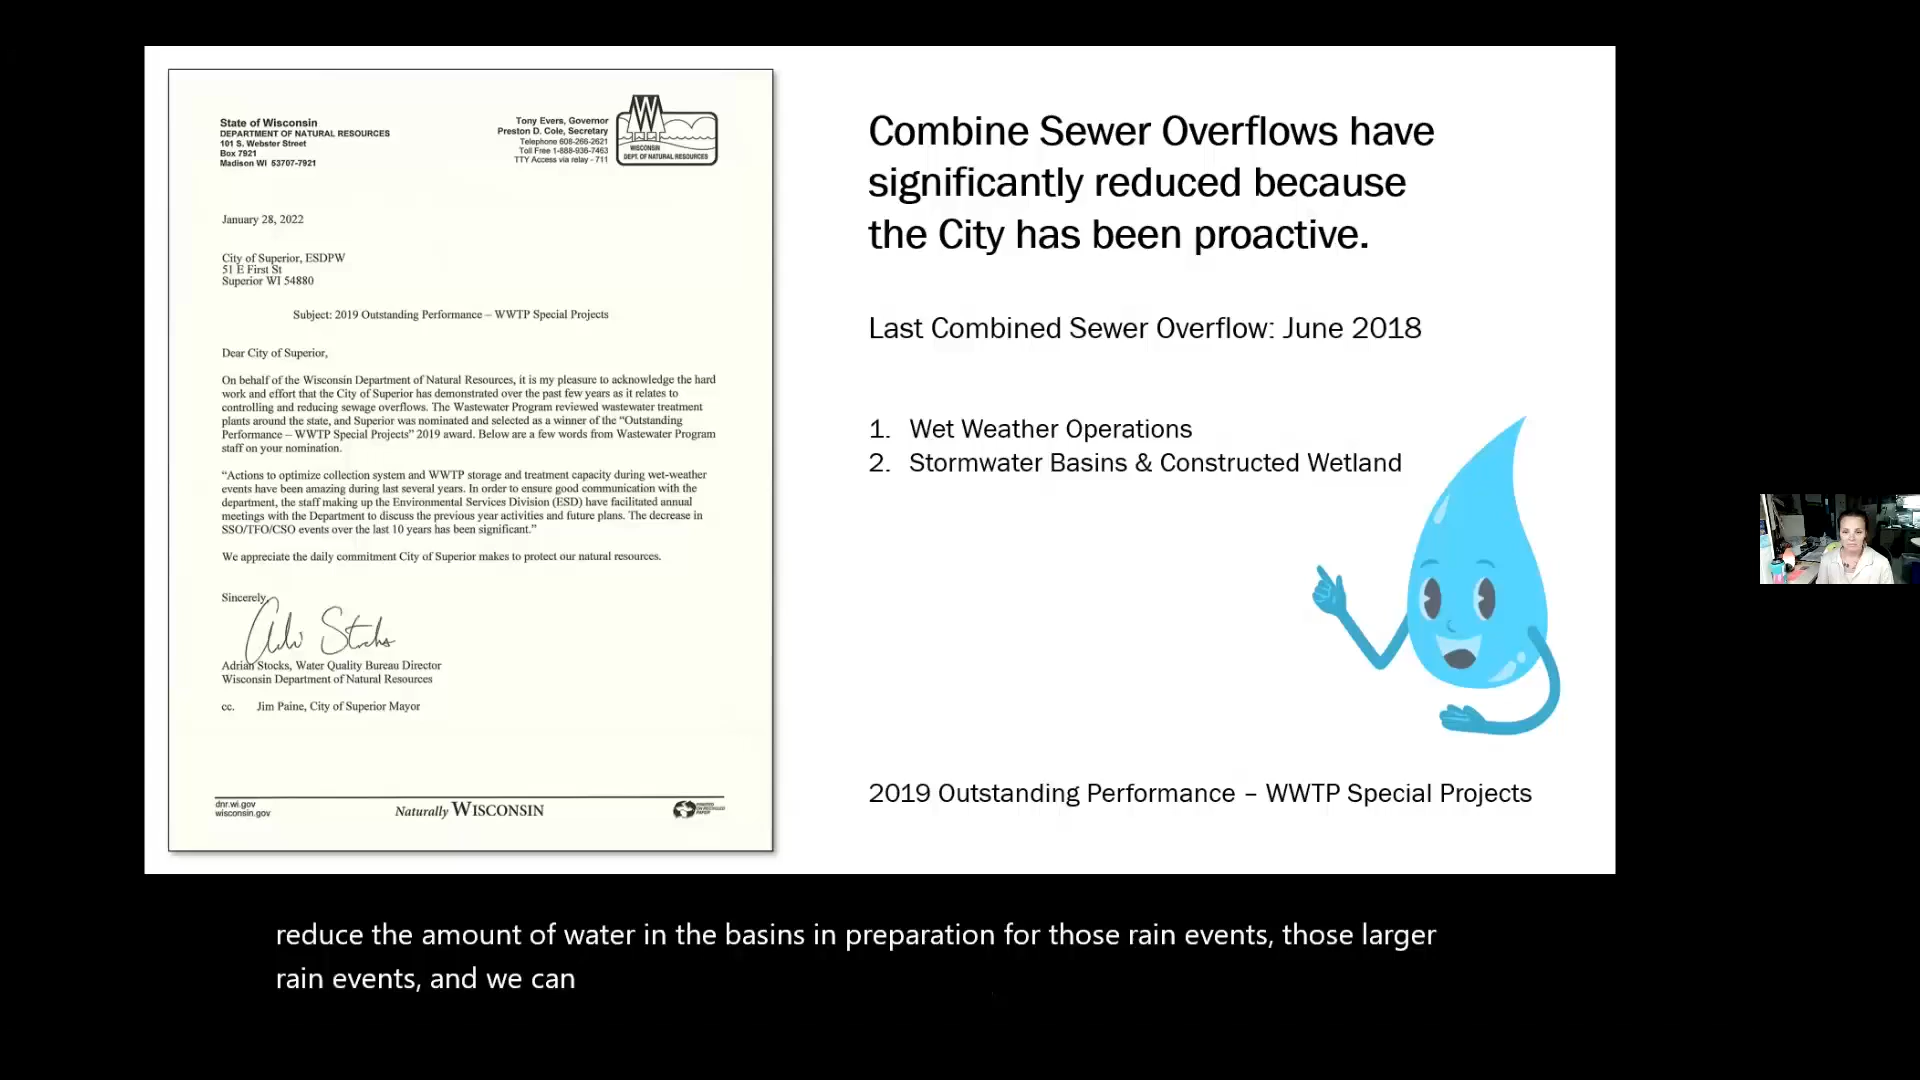 State of Wisconsin
DEPARTMENT OF NATURAL RESOURCES
101 S. Webster Street
Box 7921
Madison WI 53707-7921
Tony Evers, Governor
Preston D. Cole, Secretary
Telephone 608-266-2621
Toll Free 1-888-936-7463
TTY Access via relay - 711
W
WISCONSIN
DEPT. OF NATURAL RESOURCES
January 28, 2022
City of Superior, ESDPW
51 E First St
Superior WI 54880
Subject: 2019 Outstanding Performance – WWTP Special Projects
Dear City of Superior,
On behalf of the Wisconsin Department of Natural Resources, it is my pleasure to acknowledge the hard
work and effort that the City of Superior has demonstrated over the past few years as it relates to
controlling and reducing sewage overflows. The Wastewater Program reviewed wastewater treatment
plants around the state, and Superior was nominated and selected as a winner of the “Outstanding
Performance – WWTP Special Projects” 2019 award. Below are a few words from Wastewater Program
staff on your nomination.
“Actions to optimize collection system and WWTP storage and treatment capacity during wet-weather
events have been amazing during last several years. In order to ensure good communication with the
department, the staff making up the Environmental Services Division (ESD) have facilitated annual
meetings with the Department to discuss the previous year activities and future plans. The decrease in
SSO/TFO/CSO events over the last 10 years has been significant.”
We appreciate the daily commitment City of Superior makes to protect our natural resources.
Sincerely,
Adrian Stocks, Water Quality Bureau Director
Wisconsin Department of Natural Resources
cc. Jim Paine, City of Superior Mayor
dnr.wi.gov
wisconsin.gov
Naturally WISCONSIN
Combine Sewer Overflows have
significantly reduced because
the City has been proactive.
Last Combined Sewer Overflow: June 2018
1. Wet Weather Operations
2. Stormwater Basins & Constructed Wetland
2019 Outstanding Performance – WWTP Special Projects
reduce the amount of water in the basins in preparation for those rain events, those larger
rain events, and we can